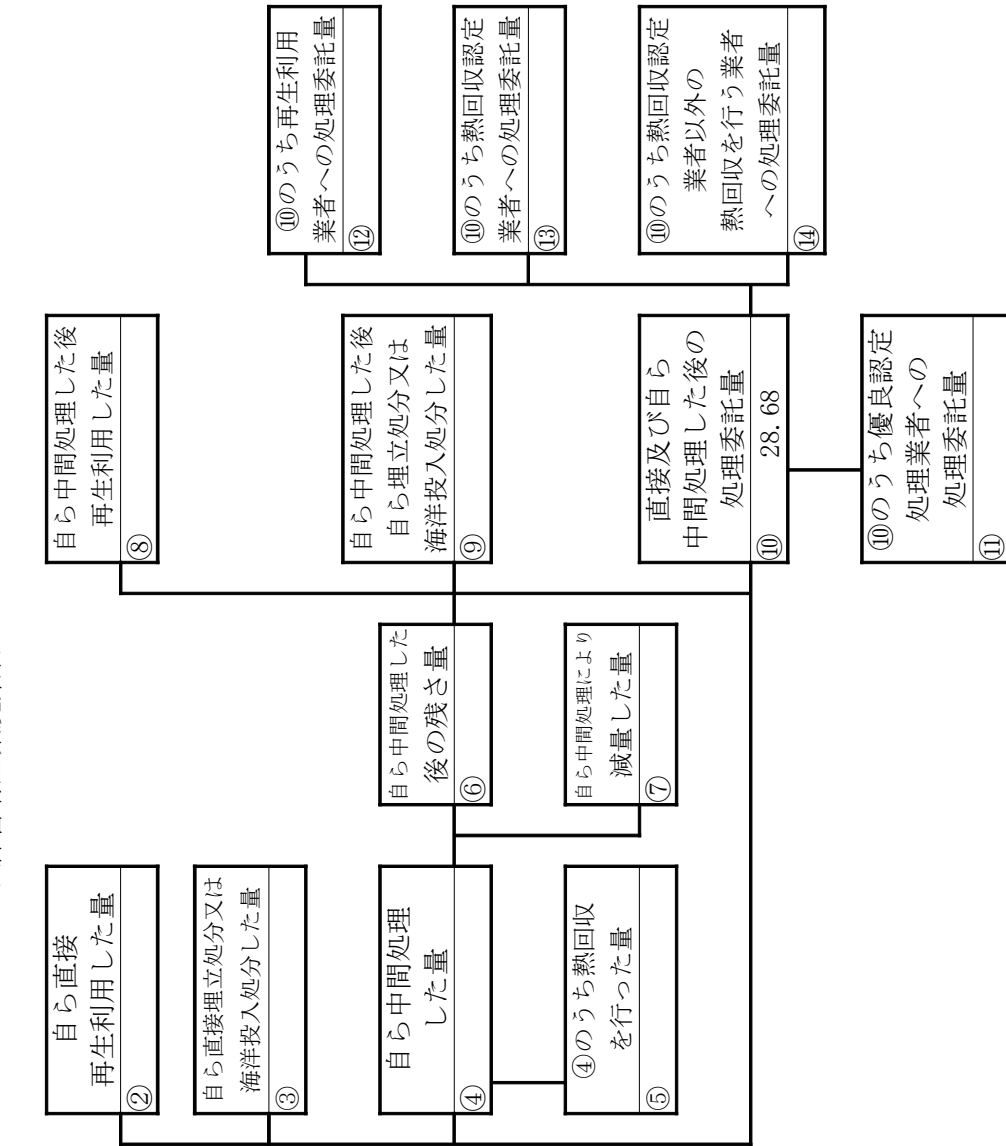 自ら直接
再生利用した量
②
自ら直接埋立処分又は
海洋投入処分した量
③
自ら中間処理
した量
④
④のうち熱回収
を行った量
⑤
自ら中間処理した
後の残さ量
⑥
自ら中間処理により
減量した量
⑦
自ら中間処理した後
再生利用した量
⑧
自ら中間処理した後
自ら埋立処分又は
海洋投入処分した量
⑨
直接及び自ら
中間処理した後の
処理委託量
⑩ 28.68
⑩のうち優良認定
処理業者への
処理委託量
⑪
⑩のうち再生利用
業者への処理委託量
⑫
⑩のうち熱回収認定
業者への処理委託量
⑬
⑩のうち熱回収認定
業者以外の
熱回収を行う業者
への処理委託量
⑭